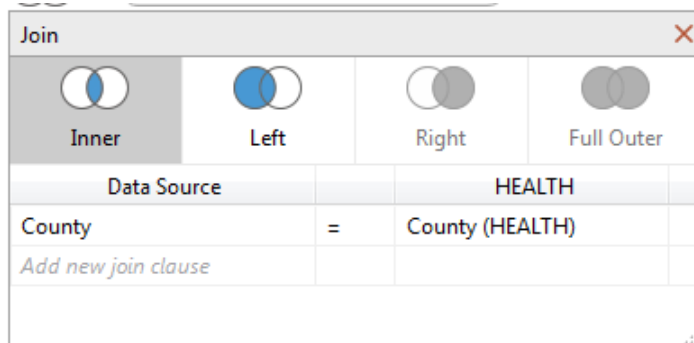 Join
Inner Left Right Full Outer
Data Source HEALTH
County = County (HEALTH)
Add new join clause